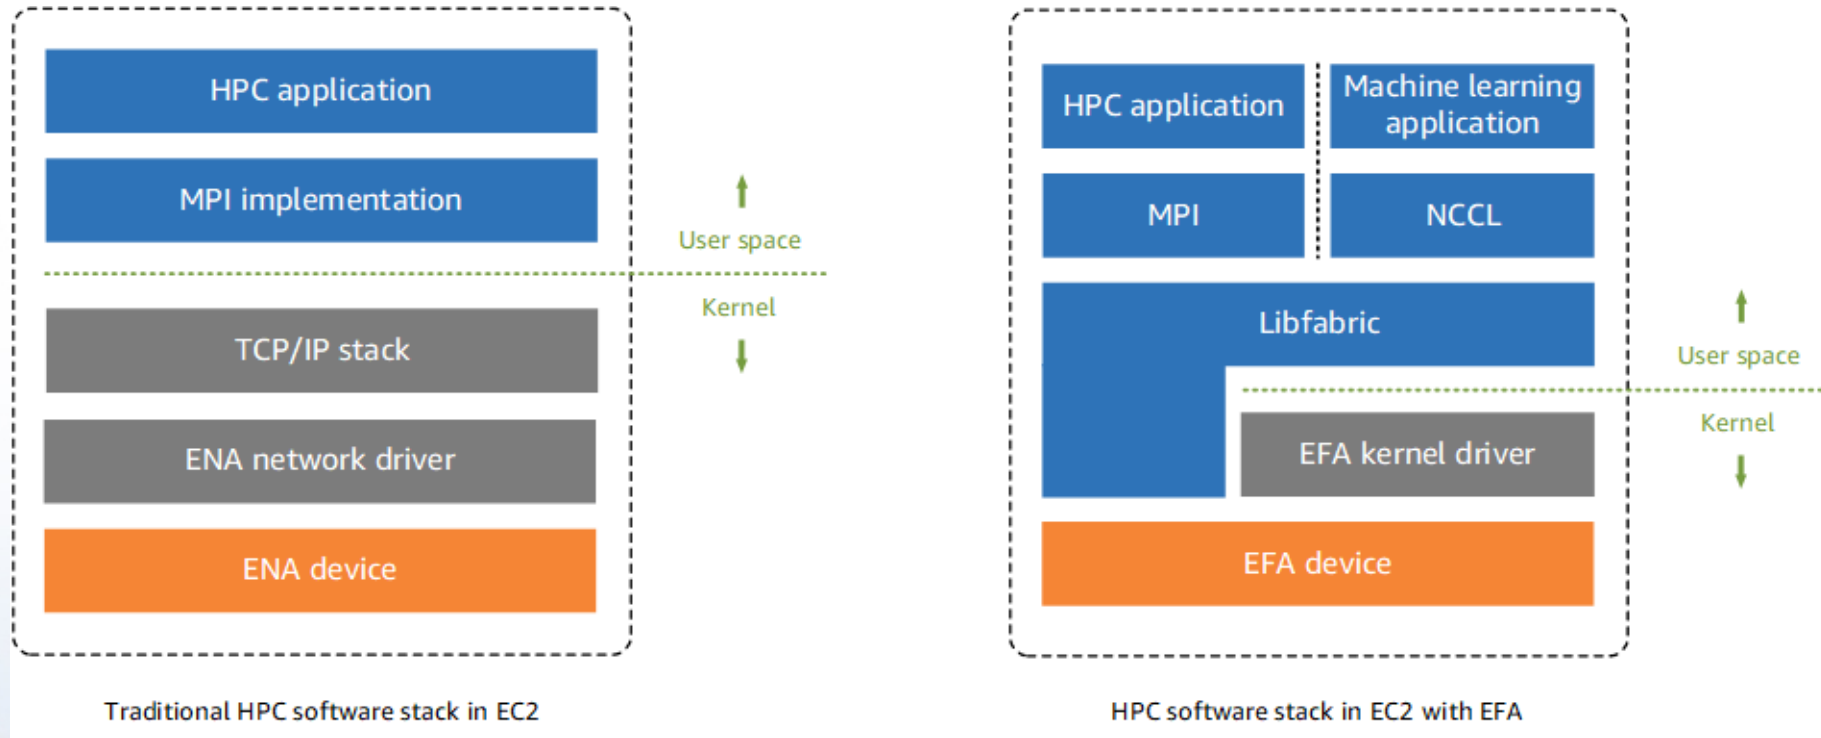 HPC application
MPI implementation
User space
Kernel
TCP/IP stack
ENA network driver
ENA device
Traditional HPC software stack in EC2
HPC application
Machine learning
application
MPI
NCCL
Libfabric
User space
Kernel
EFA kernel driver
EFA device
HPC software stack in EC2 with EFA